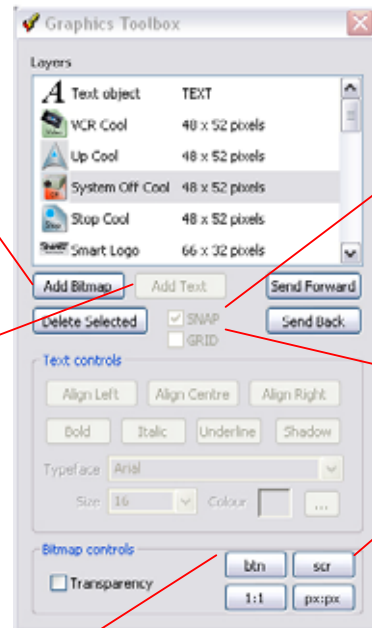 Graphics Toolbox
Layers
A Text object TEXT
VCR Cool 48 x 52 pixels
Up Cool 48 x 52 pixels
System Off Cool 48 x 52 pixels
Stop Cool 48 x 52 pixels
Smart Logo 66 x 32 pixels
Add Bitmap Add Text Send Forward
Delete Selected SNAP Send Back
GRID
Text controls
Align Left Align Centre Align Right
Bold Italic Underline Shadow
Typeface Arial
Size 16 Colour ...
Bitmap controls
Transparency btn scr
1:1 px:px